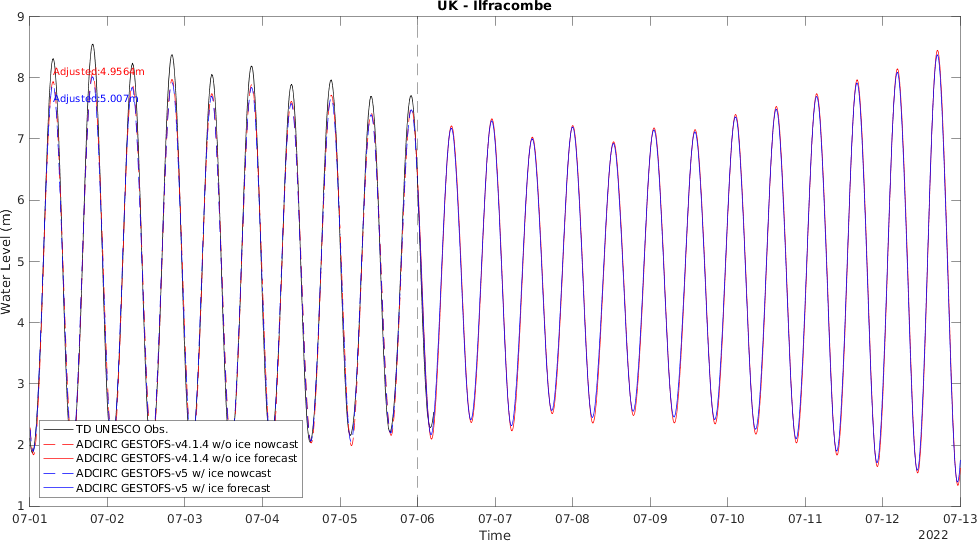 UK - Ilfracombe
9
8
7
6
5
4
3
2
1
Water Level (m)
Adjusted:4.9564m
Adjusted:5.007m
TD UNESCO Obs.
ADCIRC GESTOFS-v4.1.4 w/o ice nowcast
ADCIRC GESTOFS-v4.1.4 w/o ice forecast
ADCIRC GESTOFS-v5 w/ ice nowcast
ADCIRC GESTOFS-v5 w/ ice forecast
07-01 07-02 07-03 07-04 07-05 07-06 07-07 07-08 07-09 07-10 07-11 07-12 07-13
Time
2022